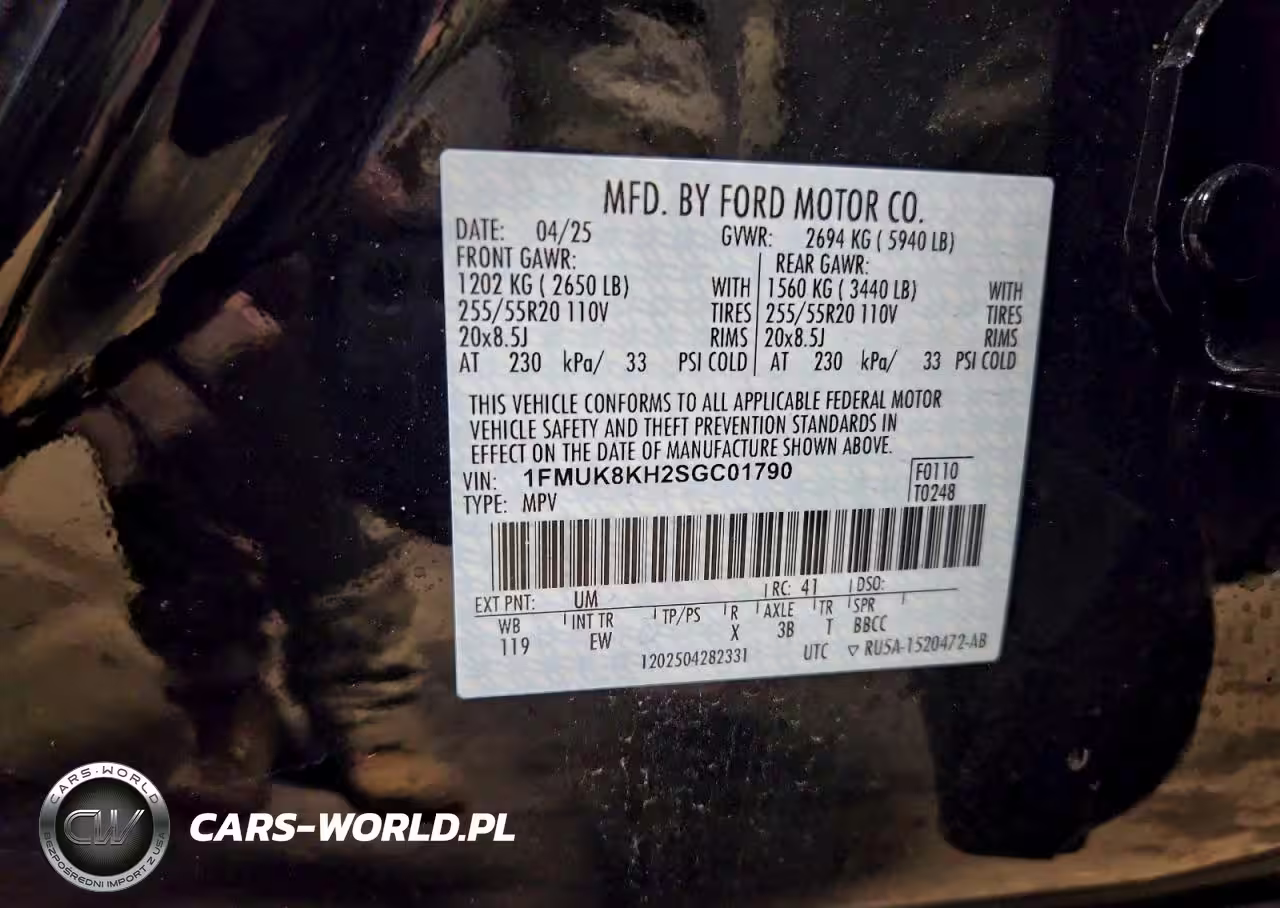 MFD. BY FORD MOTOR CO.
DATE: 04/25 GVWR: 2694 KG ( 5940 LB)
FRONT GAWR: REAR GAWR:
1202 KG ( 2650 LB) WITH 1560 KG ( 3440 LB) WITH
255/55R20 110V TIRES 255/55R20 110V TIRES
20x8.5J RIMS 20x8.5J RIMS
AT 230 kPa/ 33 PSI COLD AT 230 kPa/ 33 PSI COLD
THIS VEHICLE CONFORMS TO ALL APPLICABLE FEDERAL MOTOR
VEHICLE SAFETY AND THEFT PREVENTION STANDARDS IN
EFFECT ON THE DATE OF MANUFACTURE SHOWN ABOVE.
VIN: 1FMUK8KH2SGC01790 F0110
TYPE: MPV T0248
EXT PNT: UM RC: 41 DSO:
WB INT TR TP/PS R AXLE TR SPR
119 EW X 3B T BBCC
1202504282331 UTC ▽ RU5A-1520472-AB
CARS-WORLD
CW
BEZPOŚREDNI IMPORT Z USA
CARS-WORLD.PL